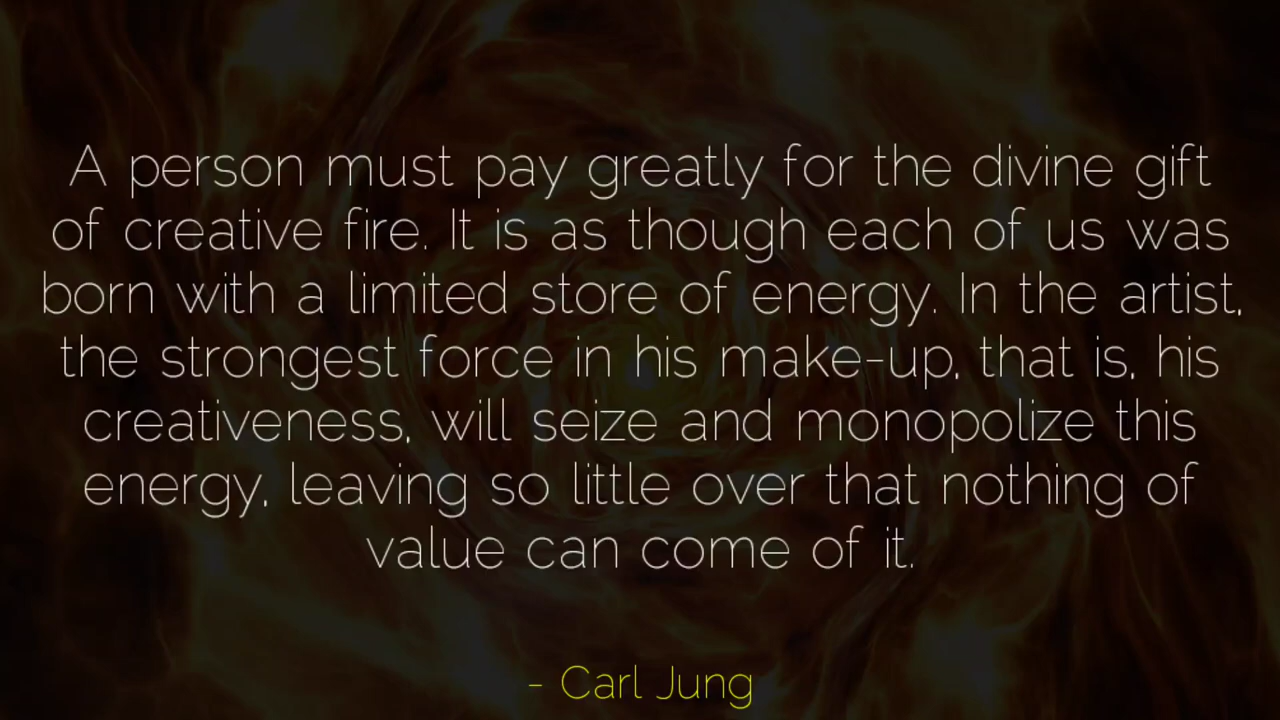 A person must pay greatly for the divine gift
of creative fire. It is as though each of us was
born with a limited store of energy. In the artist,
the strongest force in his make-up, that is, his
creativeness, will seize and monopolize this
energy, leaving so little over that nothing of
value can come of it.
- Carl Jung